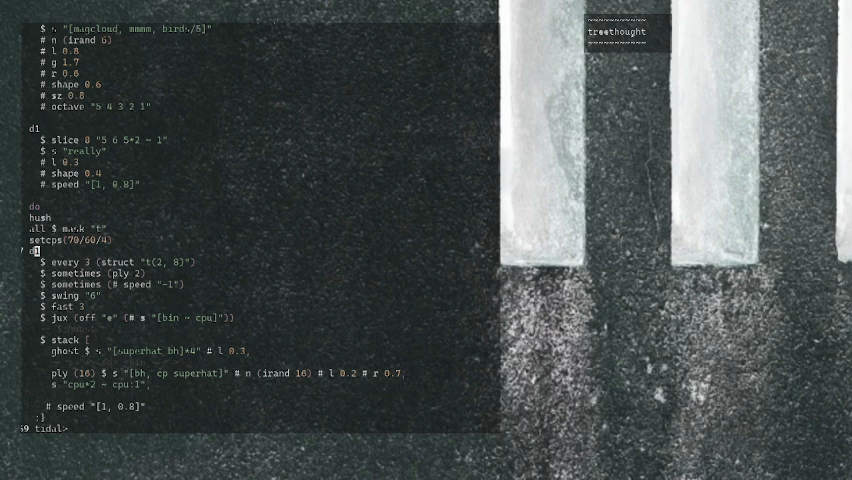 $ s "[magcloud, mmmm, birds/5]"
# n (irand 6)
# l 0.8
# g 1.7
# r 0.6
# shape 0.6
# sz 0.8
# octave "5 4 3 2 1"
d1
$ slice 8 "5 6 5*2 ~ 1"
$ s "really"
# l 0.3
# shape 0.4
# speed "[1, 0.8]"
do
hush
all $ mask "t"
setcps(70/60/4)
d1
$ every 3 (struct "t(2, 8)")
$ sometimes (ply 2)
$ sometimes (# speed "-1")
$ swing "6"
$ fast 3
$ jux (off "e" (# s "[bin ~ cpu]"))
$ stack [
ghost $ s "[superhat bh]*4" # l 0.3,
ply (16) $ s "[bh, cp superhat]" # n (irand 16) # l 0.2 # r 0.7,
s "cpu*2 ~ cpu:1",
# speed "[1, 0.8]"
:}
tidal>
~~~~~~~~~~~
treethought
~~~~~~~~~~~